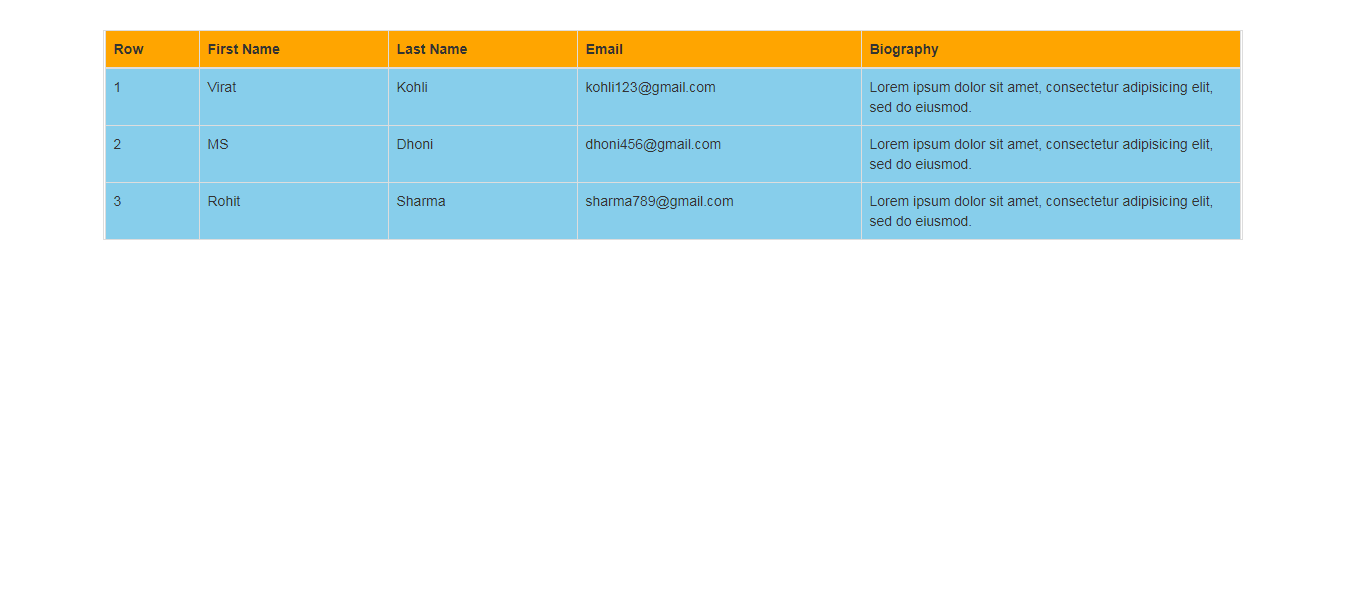 Row First Name Last Name Email Biography
1 Virat Kohli kohli123@gmail.com Lorem ipsum dolor sit amet, consectetur adipisicing elit,
sed do eiusmod.
2 MS Dhoni dhoni456@gmail.com Lorem ipsum dolor sit amet, consectetur adipisicing elit,
sed do eiusmod.
3 Rohit Sharma sharma789@gmail.com Lorem ipsum dolor sit amet, consectetur adipisicing elit,
sed do eiusmod.